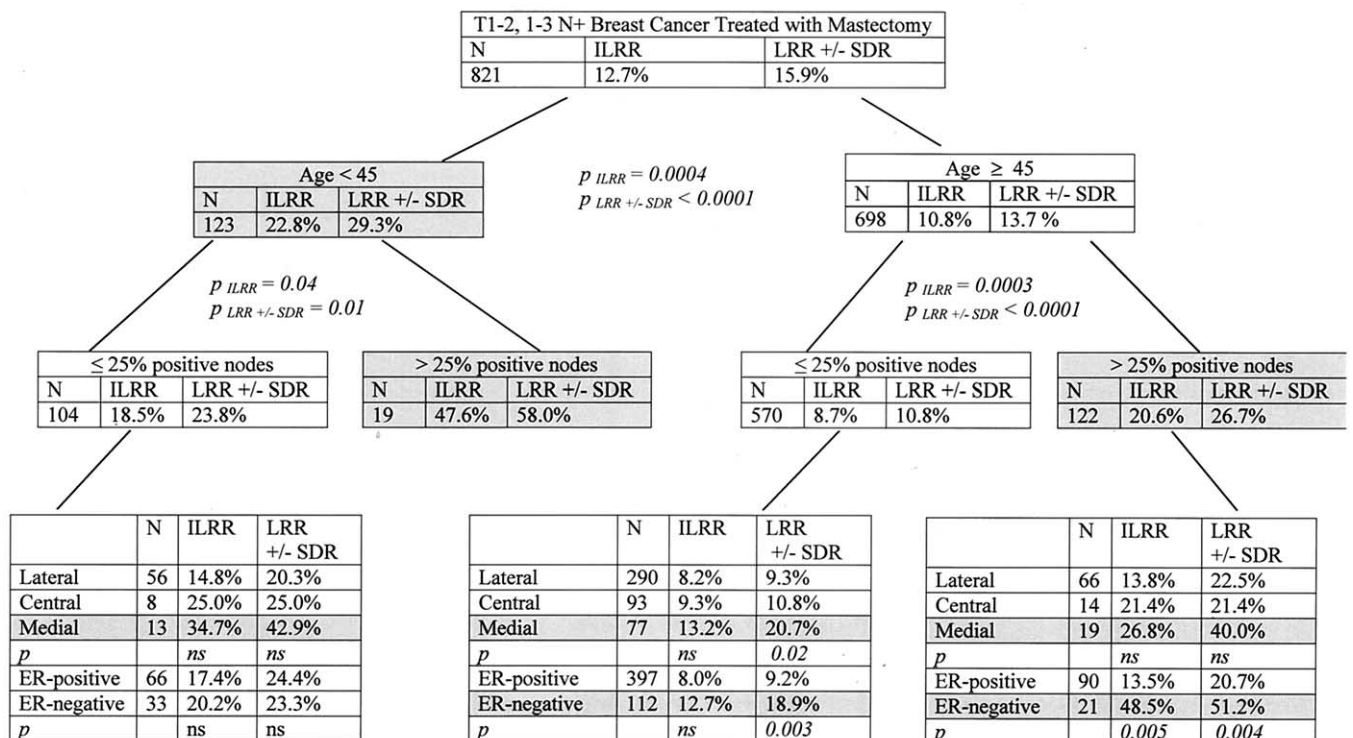 T1-2, 1-3 N+ Breast Cancer Treated with Mastectomy
N ILRR LRR +/- SDR
821 12.7% 15.9%
Age < 45
N ILRR LRR +/- SDR
123 22.8% 29.3%
p ILRR = 0.0004
p LRR +/- SDR < 0.0001
Age ≥ 45
N ILRR LRR +/- SDR
698 10.8% 13.7 %
p ILRR = 0.04
p LRR +/- SDR = 0.01
p ILRR = 0.0003
p LRR +/- SDR < 0.0001
≤ 25% positive nodes
N ILRR LRR +/- SDR
104 18.5% 23.8%
> 25% positive nodes
N ILRR LRR +/- SDR
19 47.6% 58.0%
≤ 25% positive nodes
N ILRR LRR +/- SDR
570 8.7% 10.8%
> 25% positive nodes
N ILRR LRR +/- SDR
122 20.6% 26.7%
N ILRR LRR
+/- SDR
Lateral 56 14.8% 20.3%
Central 8 25.0% 25.0%
Medial 13 34.7% 42.9%
p ns ns
ER-positive 66 17.4% 24.4%
ER-negative 33 20.2% 23.3%
p ns ns
N ILRR LRR
+/- SDR
Lateral 290 8.2% 9.3%
Central 93 9.3% 10.8%
Medial 77 13.2% 20.7%
p ns 0.02
ER-positive 397 8.0% 9.2%
ER-negative 112 12.7% 18.9%
p ns 0.003
N ILRR LRR
+/- SDR
Lateral 66 13.8% 22.5%
Central 14 21.4% 21.4%
Medial 19 26.8% 40.0%
p ns ns
ER-positive 90 13.5% 20.7%
ER-negative 21 48.5% 51.2%
p 0.005 0.004